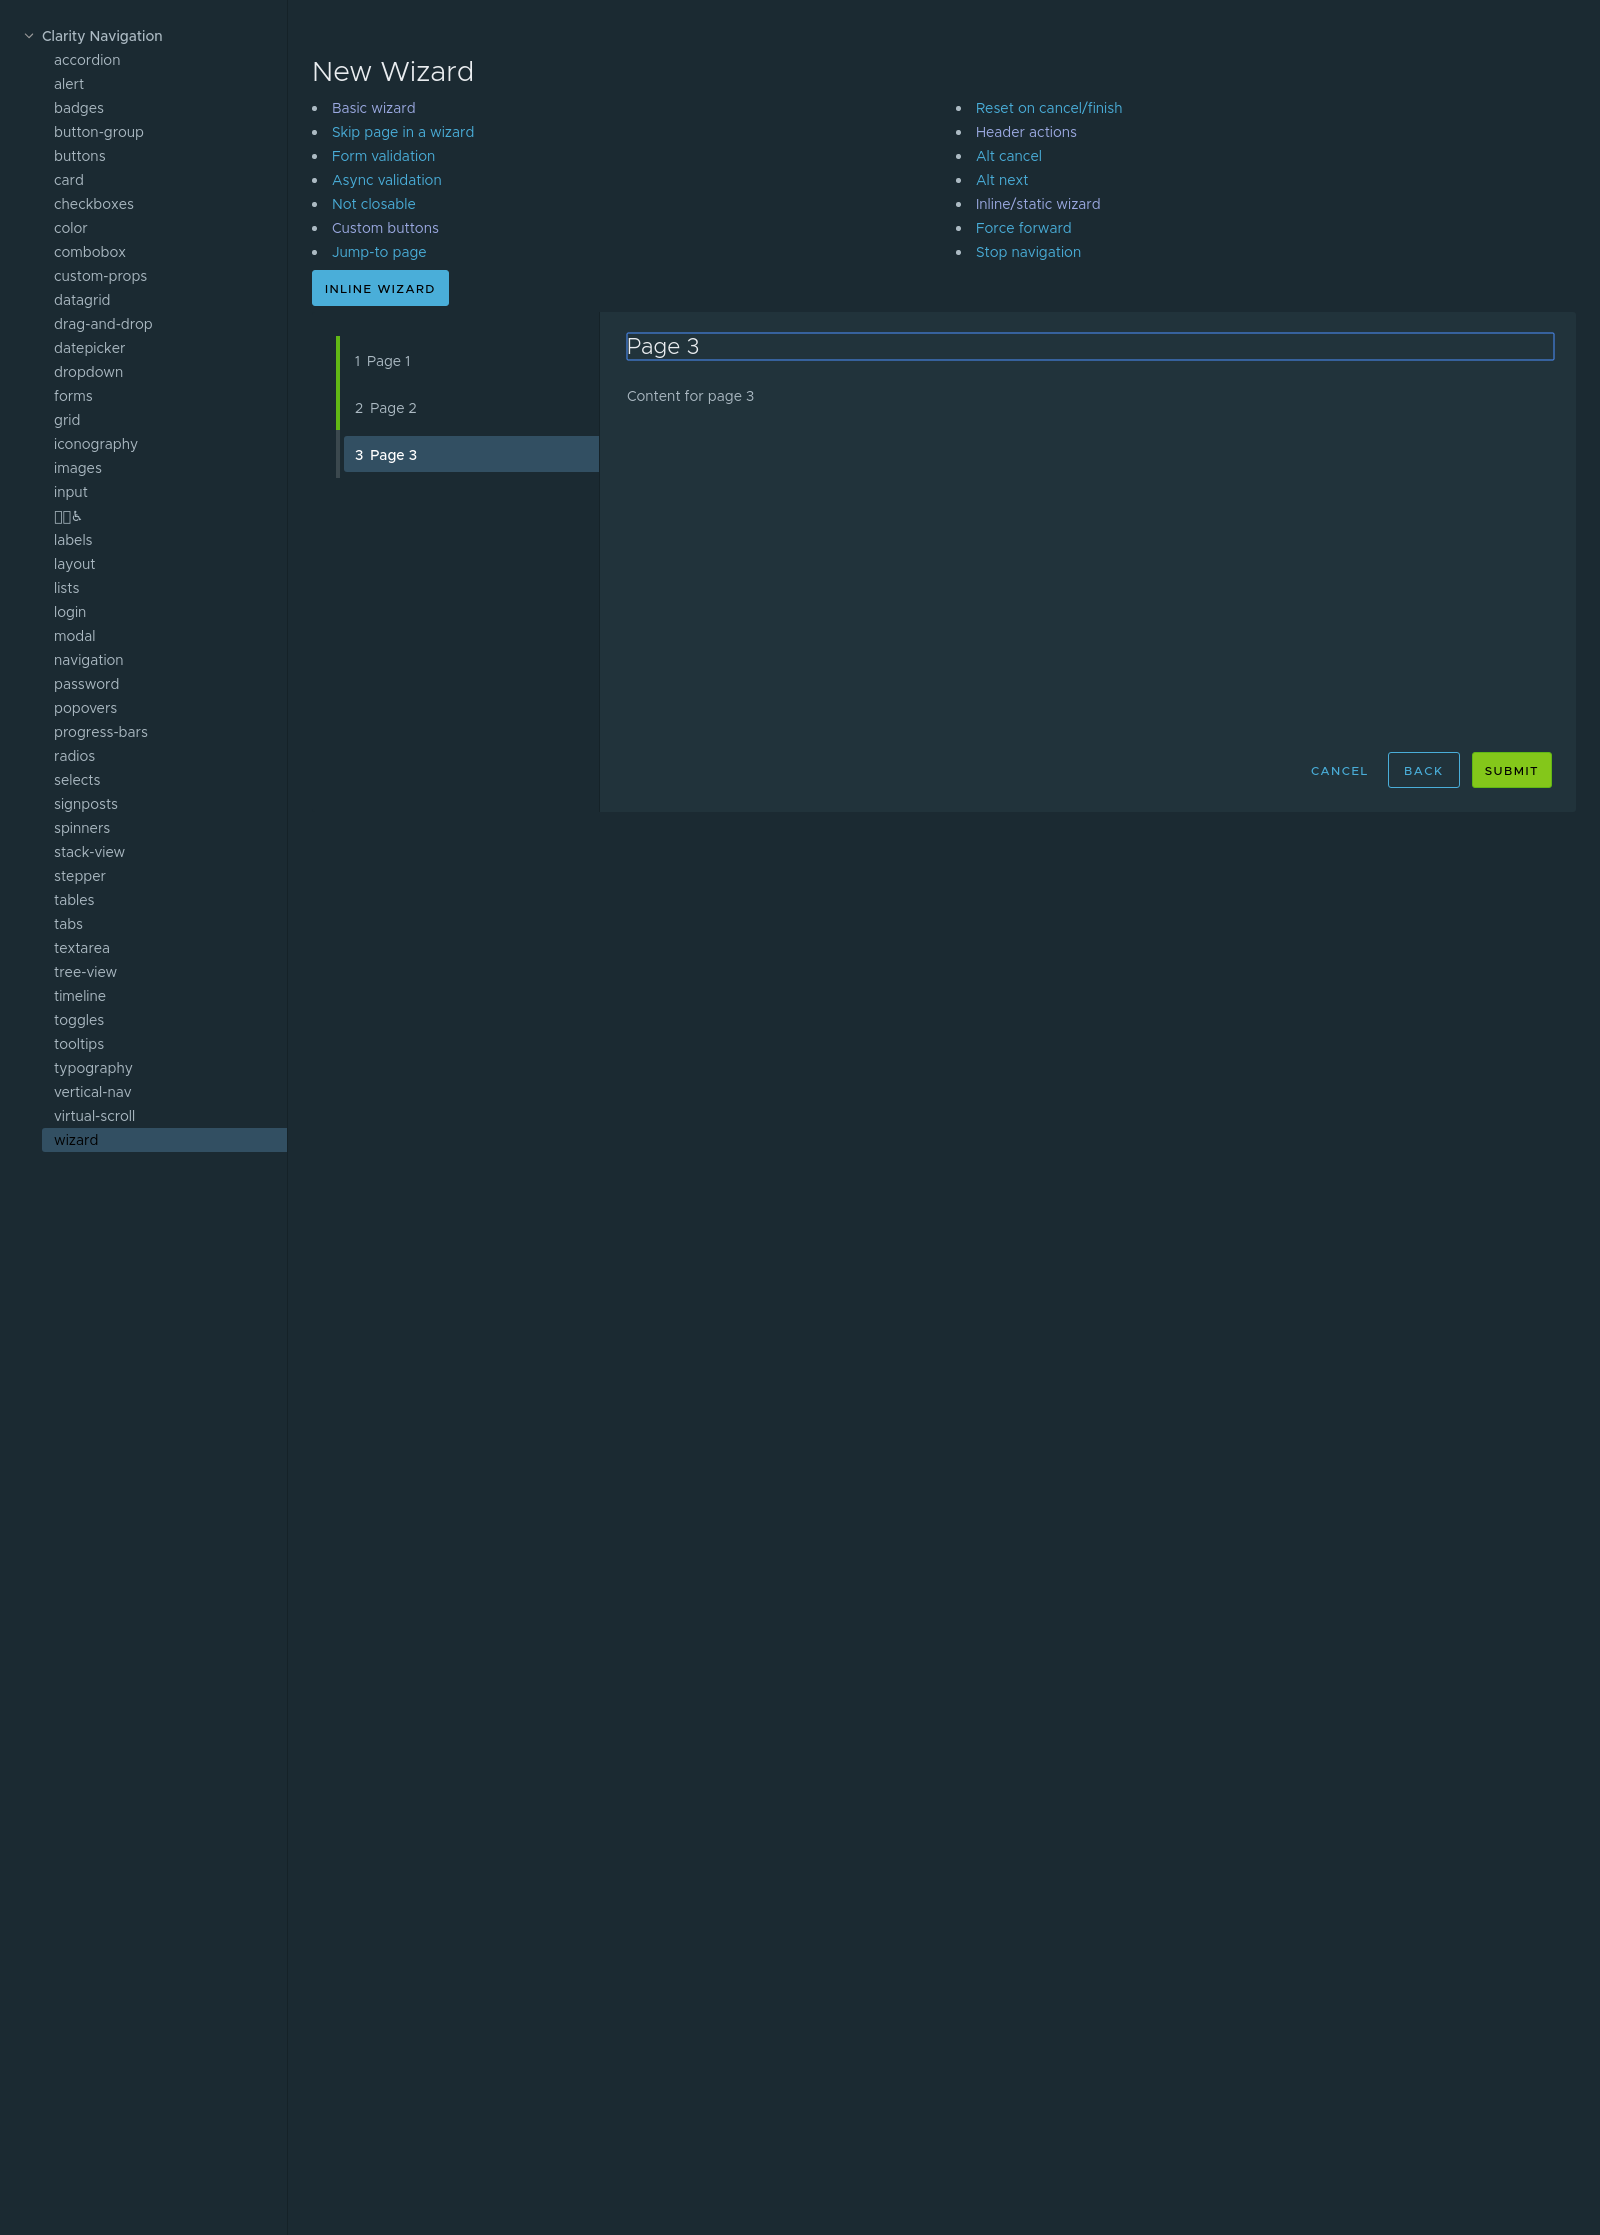 Clarity Navigation
accordion
alert
badges
button-group
buttons
card
checkboxes
color
combobox
custom-props
datagrid
drag-and-drop
datepicker
dropdown
forms
grid
iconography
images
input
♿
labels
layout
lists
login
modal
navigation
password
popovers
progress-bars
radios
selects
signposts
spinners
stack-view
stepper
tables
tabs
textarea
tree-view
timeline
toggles
tooltips
typography
vertical-nav
virtual-scroll
wizard
New Wizard
Basic wizard
Skip page in a wizard
Form validation
Async validation
Not closable
Custom buttons
Jump-to page
Reset on cancel/finish
Header actions
Alt cancel
Alt next
Inline/static wizard
Force forward
Stop navigation
INLINE WIZARD
1 Page 1
2 Page 2
3 Page 3
Page 3
Content for page 3
CANCEL
BACK
SUBMIT